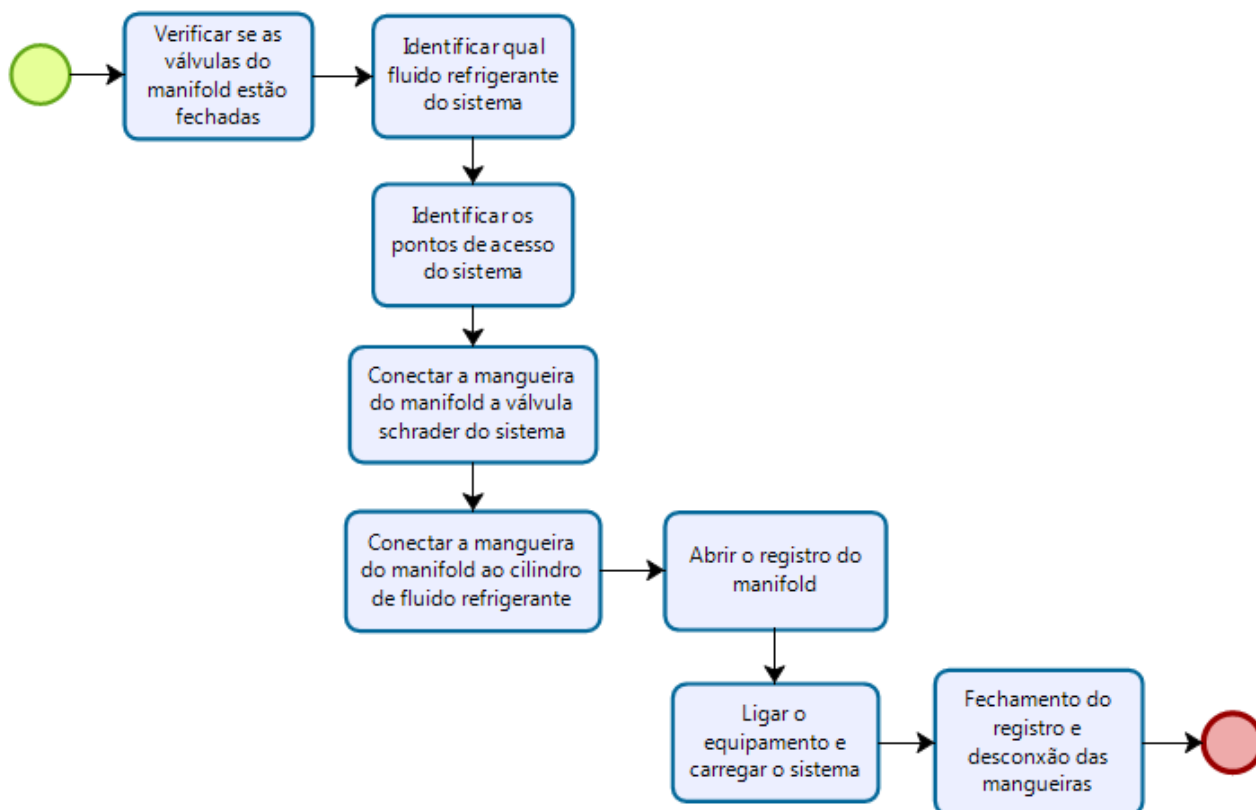 Verificar se as
válvulas do
manifold estão
fechadas
Identificar qual
fluido refrigerante
do sistema
Identificar os
pontos de acesso
do sistema
Conectar a mangueira
do manifold a válvula
schrader do sistema
Conectar a mangueira
do manifold ao cilindro
de fluido refrigerante
Abrir o registro do
manifold
Ligar o
equipamento e
carregar o sistema
Fechamento do
registro e
desconxão das
mangueiras